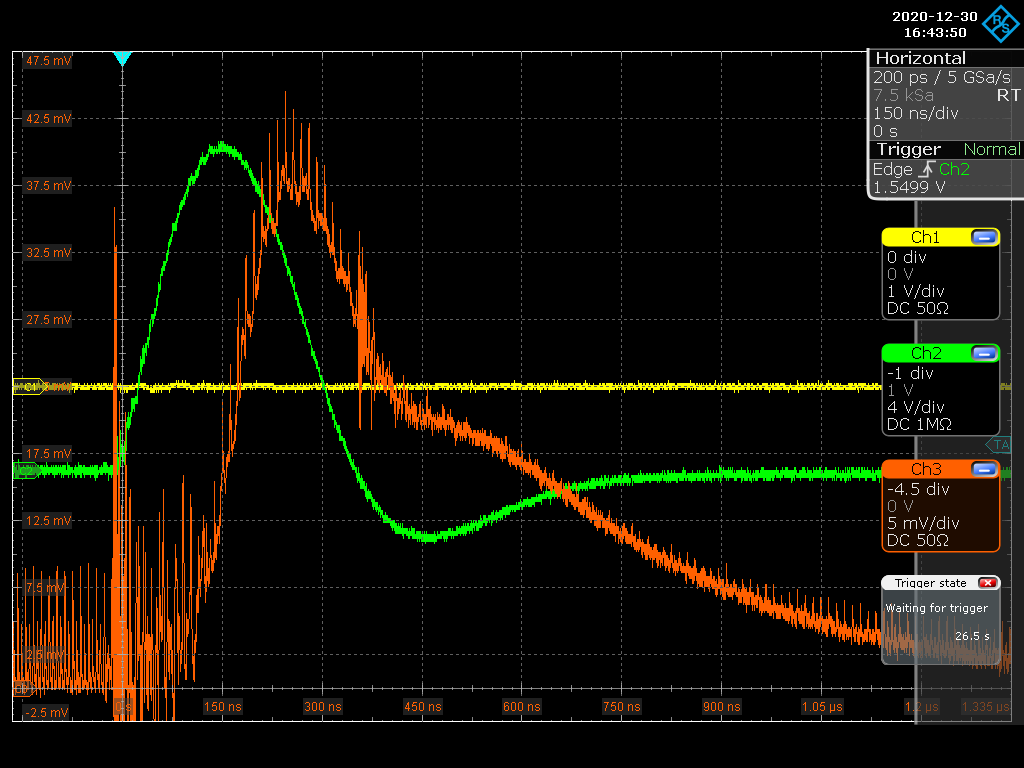 2020-12-30
16:43:50
R&S
47.5 mV
42.5 mV
37.5 mV
32.5 mV
27.5 mV
17.5 mV
12.5 mV
7.5 mV
2.5 mV
-2.5 mV
C1
C2
0 s
150 ns
300 ns
450 ns
600 ns
750 ns
900 ns
1.05 µs
1.2 µs
1.335 µs
Horizontal
200 ps / 5 GSa/s
7.5 kSa
RT
150 ns/div
0 s
Trigger Normal
Edge Ch2
1.5499 V
Ch1
0 div
0 V
1 V/div
DC 50Ω
Ch2
-1 div
1 V
4 V/div
DC 1MΩ
TA
Ch3
-4.5 div
0 V
5 mV/div
DC 50Ω
Trigger state
Waiting for trigger
26.5 s